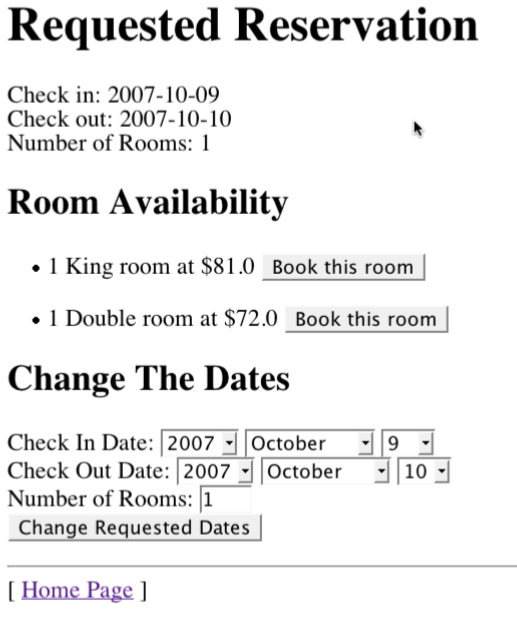 Requested Reservation
Check in: 2007-10-09
Check out: 2007-10-10
Number of Rooms: 1
Room Availability
• 1 King room at $81.0 Book this room
• 1 Double room at $72.0 Book this room
Change The Dates
Check In Date: 2007 October 9
Check Out Date: 2007 October 10
Number of Rooms: 1
Change Requested Dates
[ Home Page ]